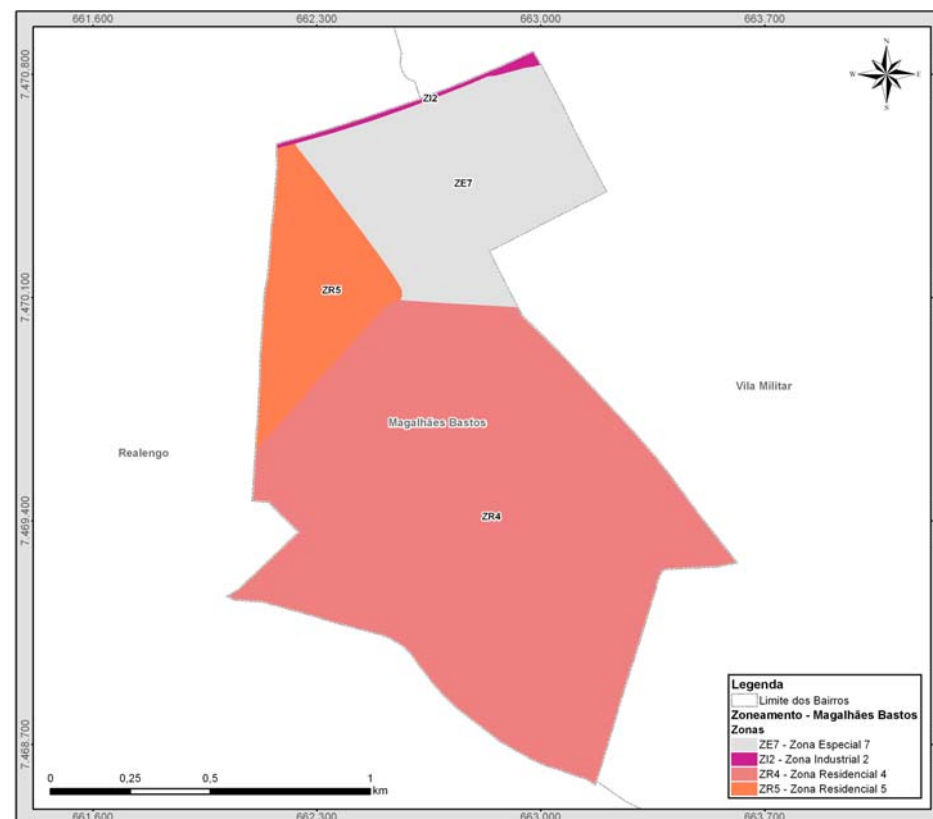 661,600 662,300 663,000 663,700
7.470.800
7.470.100
7.469.400
7.468.700
N
W E
S
ZI2
ZE7
ZR5
Vila Militar
Magalhães Bastos
Realengo
ZR4
Legenda
Limite dos Bairros
Zoneamento - Magalhães Bastos
Zonas
ZE7 - Zona Especial 7
ZI2 - Zona Industrial 2
ZR4 - Zona Residencial 4
ZR5 - Zona Residencial 5
0 0,25 0,5 1
km
661,600 662,300 663,000 663,700